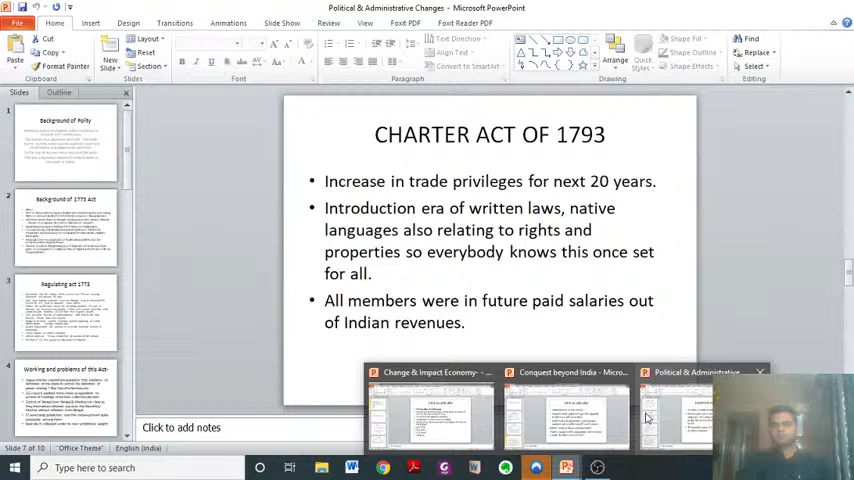 Political & Administrative Changes - Microsoft PowerPoint
File Home Insert Design Transitions Animations Slide Show Review View Foxit PDF Foxit Reader PDF
Cut
Copy
Format Painter
Paste
Clipboard
New
Slide
Layout
Reset
Section
Slides
Font
Text Direction
Align Text
Convert to SmartArt
Paragraph
Arrange
Quick
Styles
Shape Fill
Shape Outline
Shape Effects
Drawing
Find
Replace
Select
Editing
Slides Outline
1
Background of Polity
2
Background of 1773 Act
3
Regulating act 1773
4
Working and problems of this Act-
CHARTER ACT OF 1793
• Increase in trade privileges for next 20 years.
• Introduction era of written laws, native
languages also relating to rights and
properties so everybody knows this once set
for all.
• All members were in future paid salaries out
of Indian revenues.
Change & Impact Economy- - ...
Conquest beyond India - Micro...
Political & Administrative...
Click to add notes
Slide 7 of 10 "Office Theme" English (India)
Type here to search